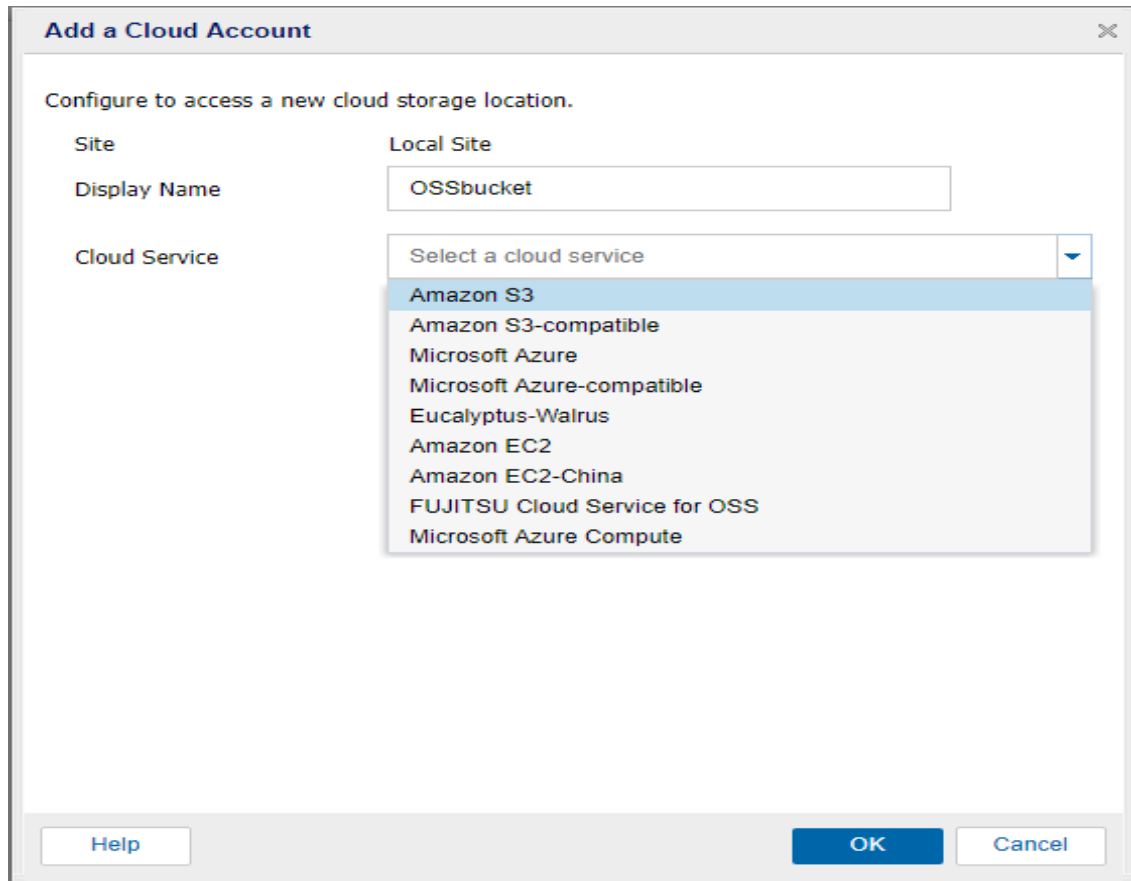 Add a Cloud Account
Configure to access a new cloud storage location.
Site Local Site
Display Name OSSbucket
Cloud Service Select a cloud service
Amazon S3
Amazon S3-compatible
Microsoft Azure
Microsoft Azure-compatible
Eucalyptus-Walrus
Amazon EC2
Amazon EC2-China
FUJITSU Cloud Service for OSS
Microsoft Azure Compute
Help OK Cancel